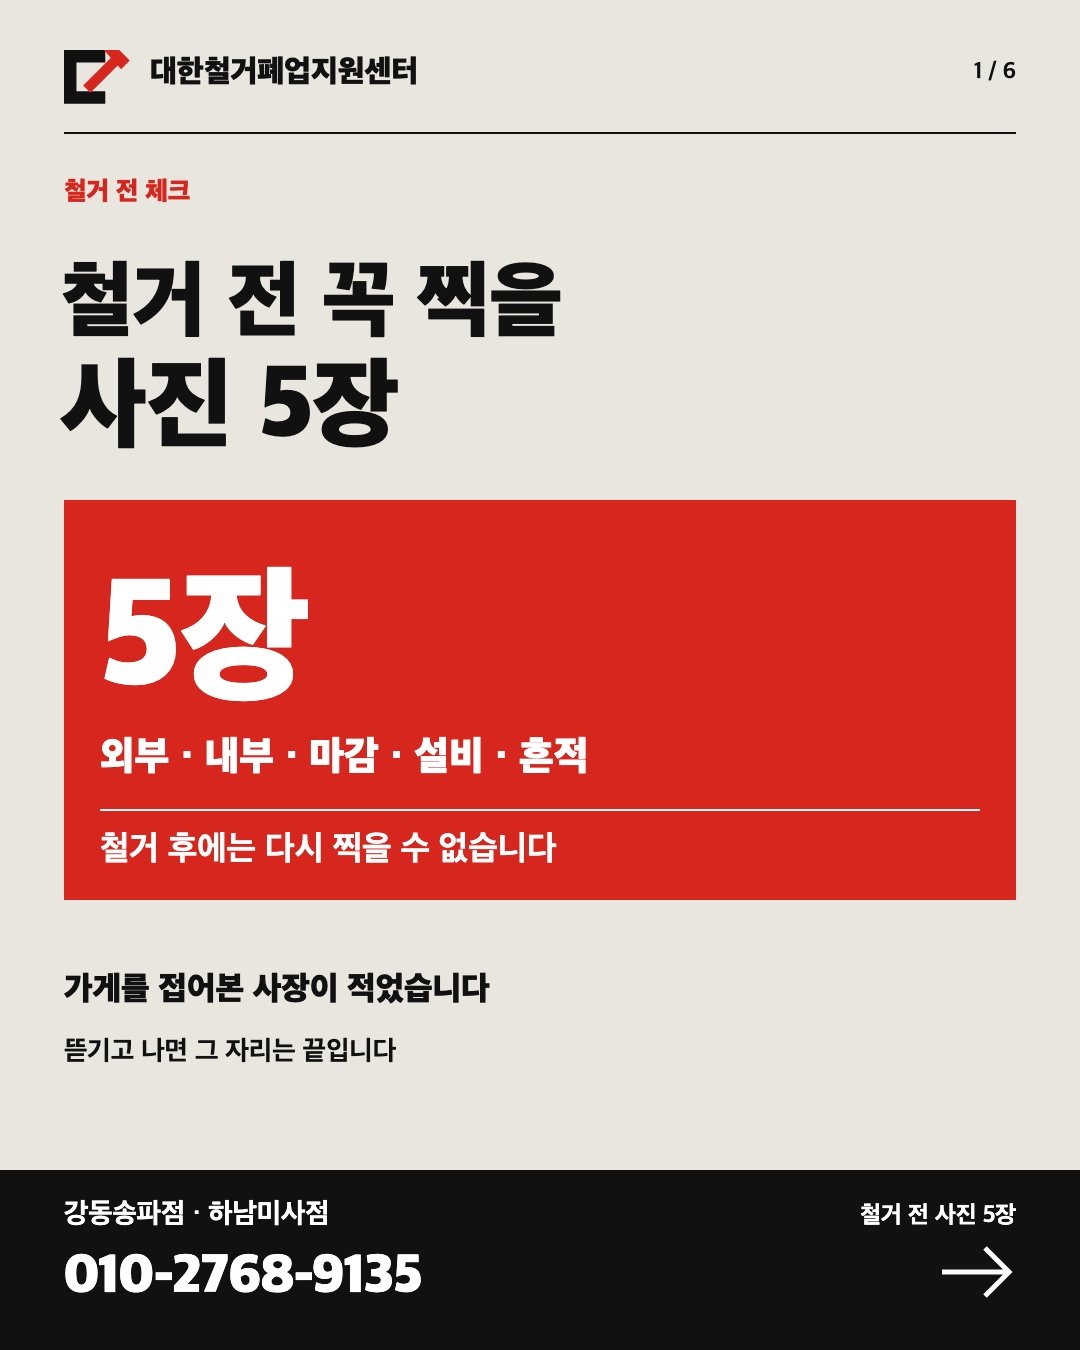 대한철거폐업지원센터
1 / 6
철거 전 체크
철거 전 꼭 찍을
사진 5장
5장
외부 · 내부 · 마감 · 설비 · 흔적
철거 후에는 다시 찍을 수 없습니다
가게를 접어본 사장이 적었습니다
뜯기고 나면 그 자리는 끝입니다
강동송파점 · 하남미사점
010-2768-9135
철거 전 사진 5장